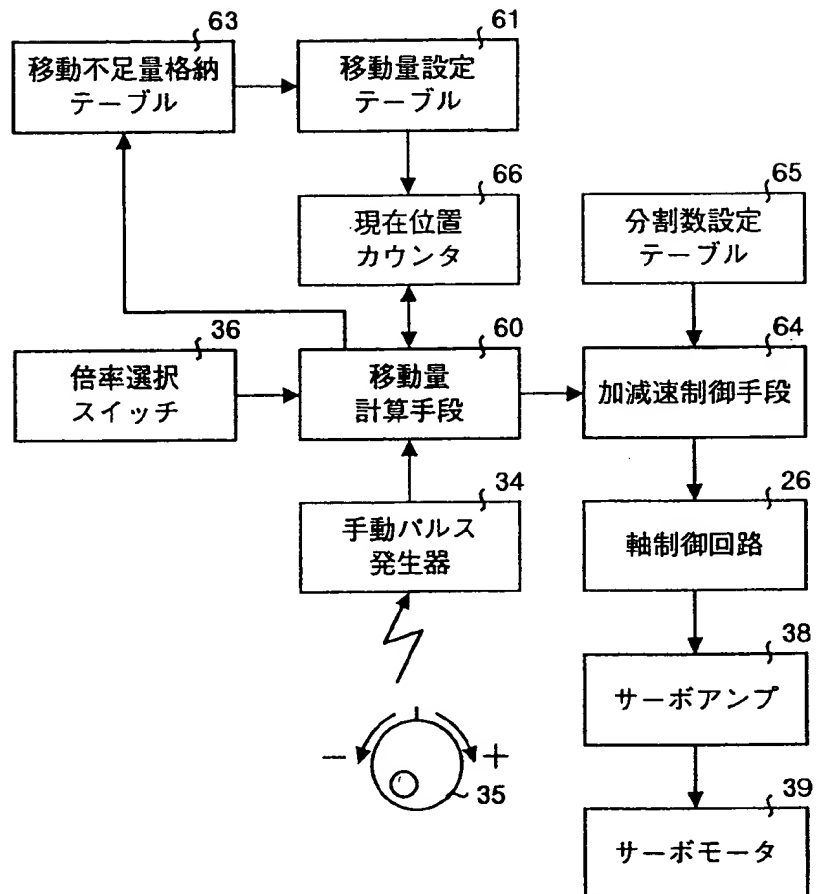 63
移動不足量格納
テーブル
61
移動量設定
テーブル
66
現在位置
カウンタ
65
分割数設定
テーブル
36
倍率選択
スイッチ
60
移動量
計算手段
64
加減速制御手段
34
手動パルス
発生器
26
軸制御回路
38
サーボアンプ
− +
35
39
サーボモータ